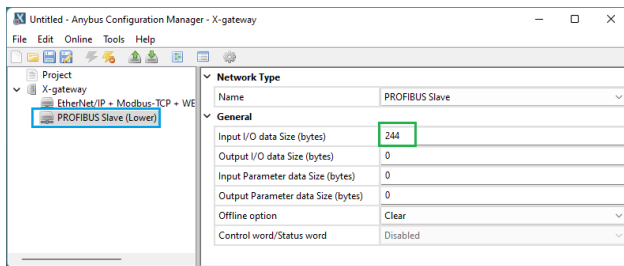 Untitled - Anybus Configuration Manager - X-gateway
File Edit Online Tools Help
Project
X-gateway
EtherNet/IP + Modbus-TCP + WE
PROFIBUS Slave (Lower)
Network Type
Name PROFIBUS Slave
General
Input I/O data Size (bytes) 244
Output I/O data Size (bytes) 0
Input Parameter data Size (bytes) 0
Output Parameter data Size (bytes) 0
Offline option Clear
Control word/Status word Disabled